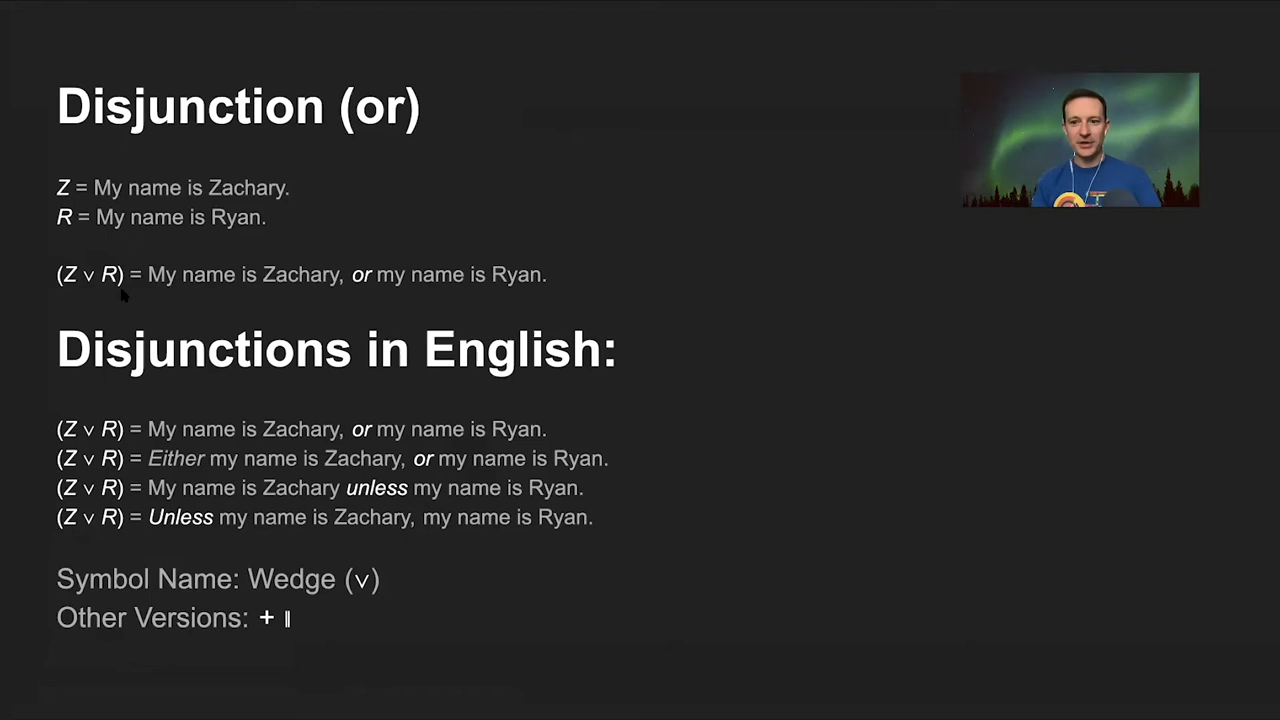 Disjunction (or)
Z = My name is Zachary.
R = My name is Ryan.
(Z ∨ R) = My name is Zachary, or my name is Ryan.
Disjunctions in English:
(Z ∨ R) = My name is Zachary, or my name is Ryan.
(Z ∨ R) = Either my name is Zachary, or my name is Ryan.
(Z ∨ R) = My name is Zachary unless my name is Ryan.
(Z ∨ R) = Unless my name is Zachary, my name is Ryan.
Symbol Name: Wedge (∨)
Other Versions: + ∥